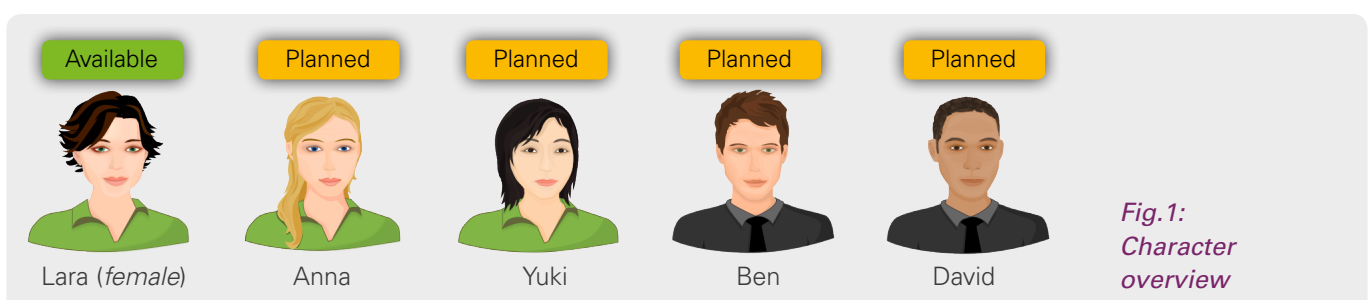 Available Planned Planned Planned Planned
Lara (female) Anna Yuki Ben David
Fig.1:
Character
overview